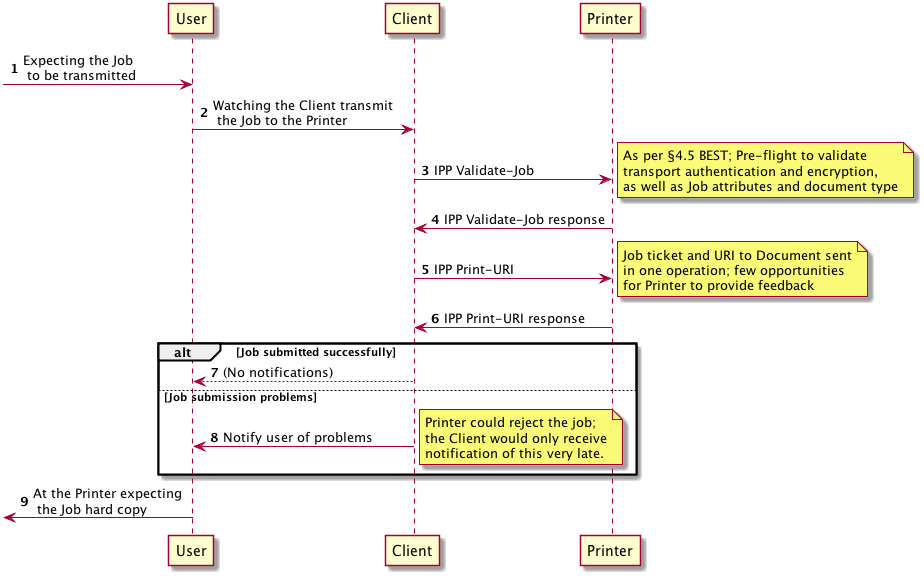 User
Client
Printer
1 Expecting the Job
to be transmitted
2 Watching the Client transmit
the Job to the Printer
3 IPP Validate-Job
As per §4.5 BEST; Pre-flight to validate
transport authentication and encryption,
as well as Job attributes and document type
4 IPP Validate-Job response
5 IPP Print-URI
Job ticket and URI to Document sent
in one operation; few opportunities
for Printer to provide feedback
6 IPP Print-URI response
alt [Job submitted successfully]
7 (No notifications)
[Job submission problems]
8 Notify user of problems
Printer could reject the job;
the Client would only receive
notification of this very late.
9 At the Printer expecting
the Job hard copy
User
Client
Printer